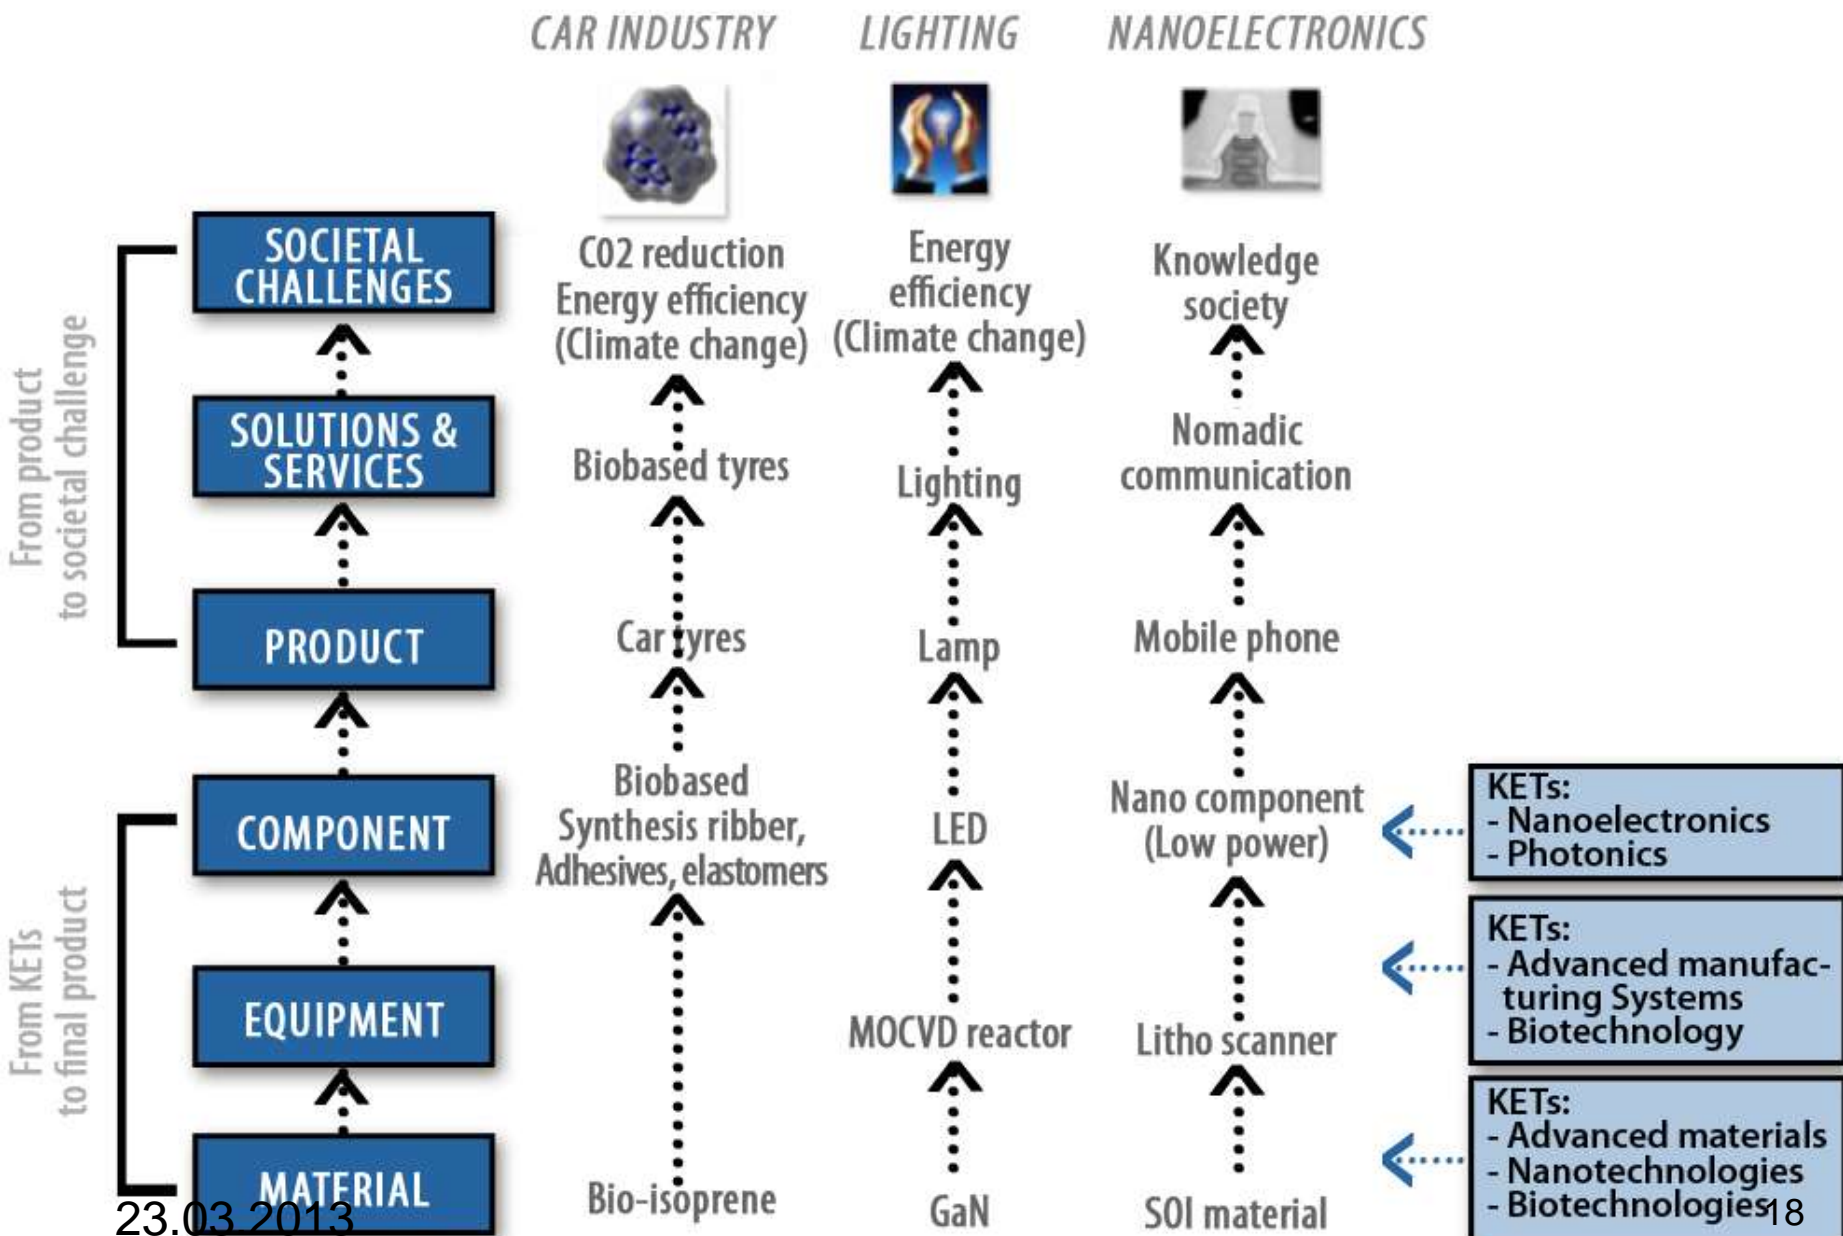 CAR INDUSTRY
LIGHTING
NANOELECTRONICS
From product
to societal challenge
SOCIETAL
CHALLENGES
C02 reduction
Energy efficiency
(Climate change)
Energy
efficiency
(Climate change)
Knowledge
society
SOLUTIONS &
SERVICES
Biobased tyres
Lighting
Nomadic
communication
PRODUCT
Car tyres
Lamp
Mobile phone
From KETs
to final product
COMPONENT
Biobased
Synthesis ribber,
Adhesives, elastomers
LED
Nano component
(Low power)
KETs:
- Nanoelectronics
- Photonics
EQUIPMENT
MOCVD reactor
Litho scanner
KETs:
- Advanced manufac-
turing Systems
- Biotechnology
MATERIAL
Bio-isoprene
GaN
SOI material
KETs:
- Advanced materials
- Nanotechnologies
- Biotechnologies
23.03.2013
18